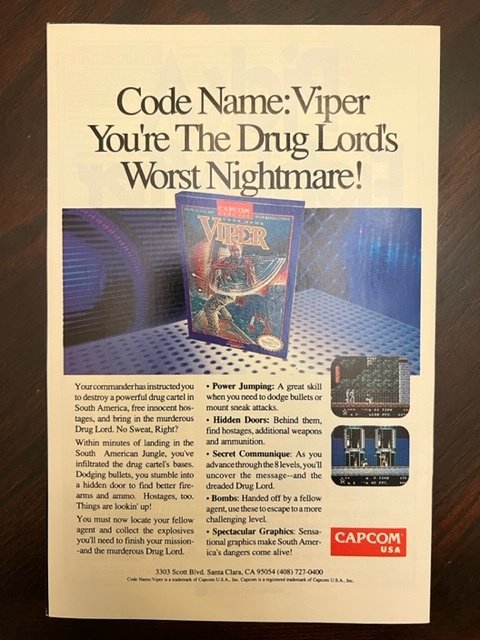 Code Name: Viper
You're The Drug Lord's
Worst Nightmare!
CAPCOM
CODE NAME
VIPER
Your commander has instructed you
to destroy a powerful drug cartel in
South America, free innocent hos-
tages, and bring in the murderous
Drug Lord. No Sweat, Right?
Within minutes of landing in the
South American Jungle, you've
infiltrated the drug cartel's bases.
Dodging bullets, you stumble into
a hidden door to find better fire-
arms and ammo. Hostages, too.
Things are lookin' up!
You must now locate your fellow
agent and collect the explosives
you'll need to finish your mission-
-and the murderous Drug Lord.
• Power Jumping: A great skill
when you need to dodge bullets or
mount sneak attacks.
• Hidden Doors: Behind them,
find hostages, additional weapons
and ammunition.
• Secret Communique: As you
advance through the 8 levels, you'll
uncover the message--and the
dreaded Drug Lord.
• Bombs: Handed off by a fellow
agent, use these to escape to a more
challenging level.
• Spectacular Graphics: Sensa-
tional graphics make South Amer-
ica's dangers come alive!
CAPCOM
USA
3303 Scott Blvd. Santa Clara, CA 95054 (408) 727-0400
Code Name: Viper is a trademark of Capcom U.S.A., Inc. Capcom is a registered trademark of Capcom U.S.A., Inc.